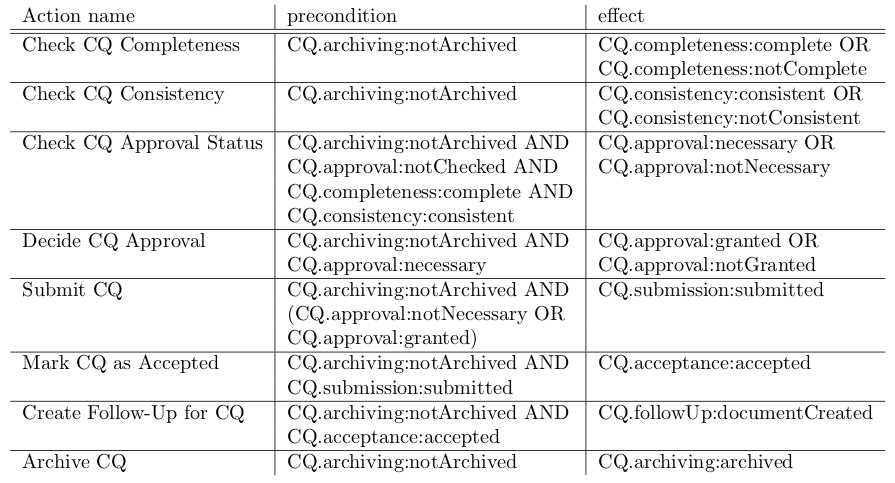 Action name precondition effect
Check CQ Completeness CQ.archiving:notArchived CQ.completeness:complete OR
CQ.completeness:notComplete
Check CQ Consistency CQ.archiving:notArchived CQ.consistency:consistent OR
CQ.consistency:notConsistent
Check CQ Approval Status CQ.archiving:notArchived AND CQ.approval:necessary OR
CQ.approval:notChecked AND CQ.approval:notNecessary
CQ.completeness:complete AND
CQ.consistency:consistent
Decide CQ Approval CQ.archiving:notArchived AND CQ.approval:granted OR
CQ.approval:necessary CQ.approval:notGranted
Submit CQ CQ.archiving:notArchived AND CQ.submission:submitted
(CQ.approval:notNecessary OR
CQ.approval:granted)
Mark CQ as Accepted CQ.archiving:notArchived AND CQ.acceptance:accepted
CQ.submission:submitted
Create Follow-Up for CQ CQ.archiving:notArchived AND CQ.followUp:documentCreated
CQ.acceptance:accepted
Archive CQ CQ.archiving:notArchived CQ.archiving:archived